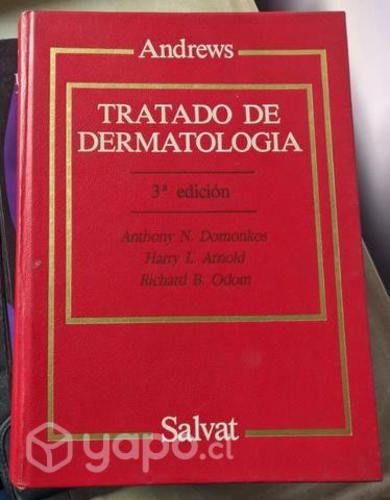 Andrews
TRATADO DE
DERMATOLOGIA
3ª edición
Anthony N. Domonkos
Harry L. Arnold
Richard B. Odom
Salvat
yapo.cl